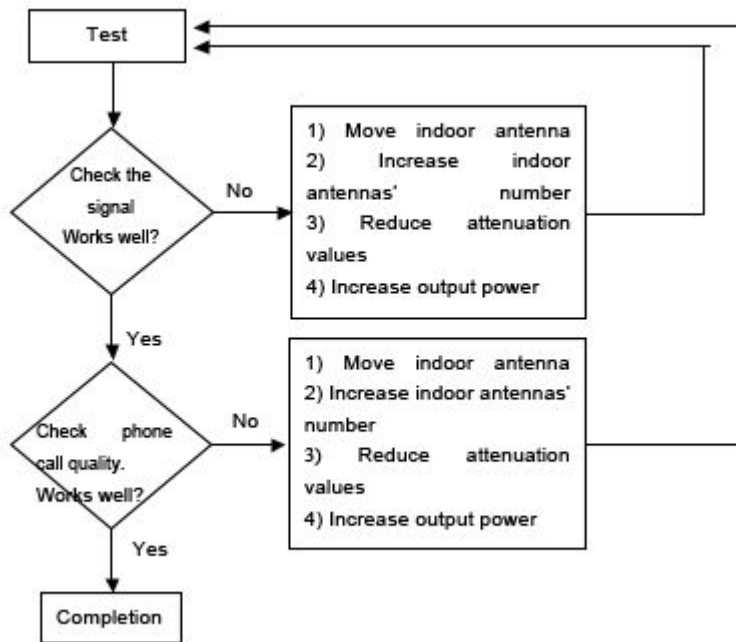 Test
Check the
signal
Works well?
No
1) Move indoor antenna
2) Increase indoor
antennas' number
3) Reduce attenuation
values
4) Increase output power
Yes
Check phone
call quality.
Works well?
No
1) Move indoor antenna
2) Increase indoor antennas'
number
3) Reduce attenuation
values
4) Increase output power
Yes
Completion